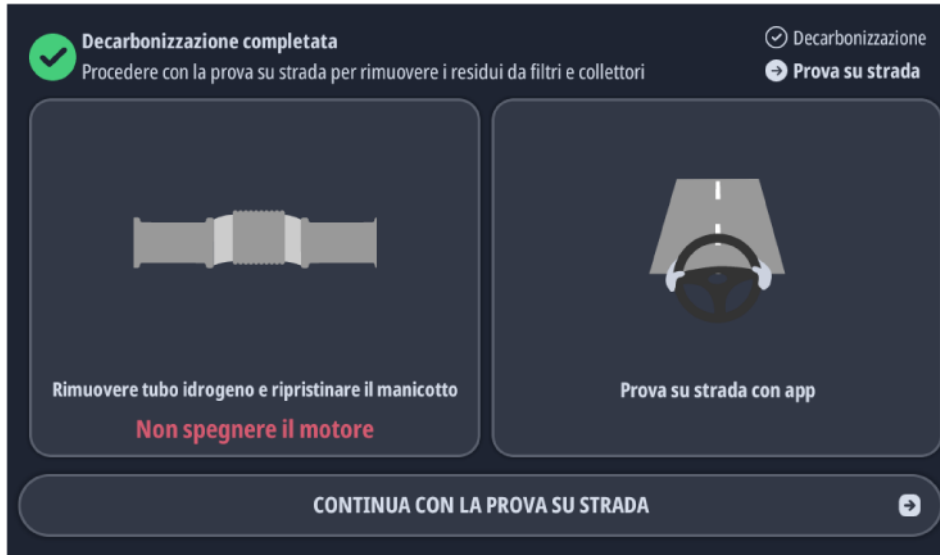 Decarbonizzazione completata
Procedere con la prova su strada per rimuovere i residui da filtri e collettori
Decarbonizzazione
Prova su strada
Rimuovere tubo idrogeno e ripristinare il manicotto
Non spegnere il motore
Prova su strada con app
CONTINUA CON LA PROVA SU STRADA